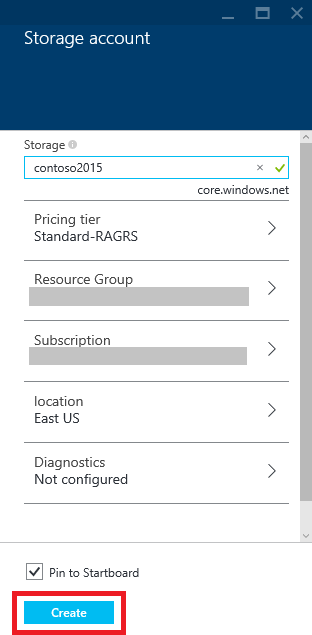 Storage account
Storage
contoso2015
core.windows.net
Pricing tier
Standard-RAGRS
Resource Group
Subscription
location
East US
Diagnostics
Not configured
Pin to Startboard
Create